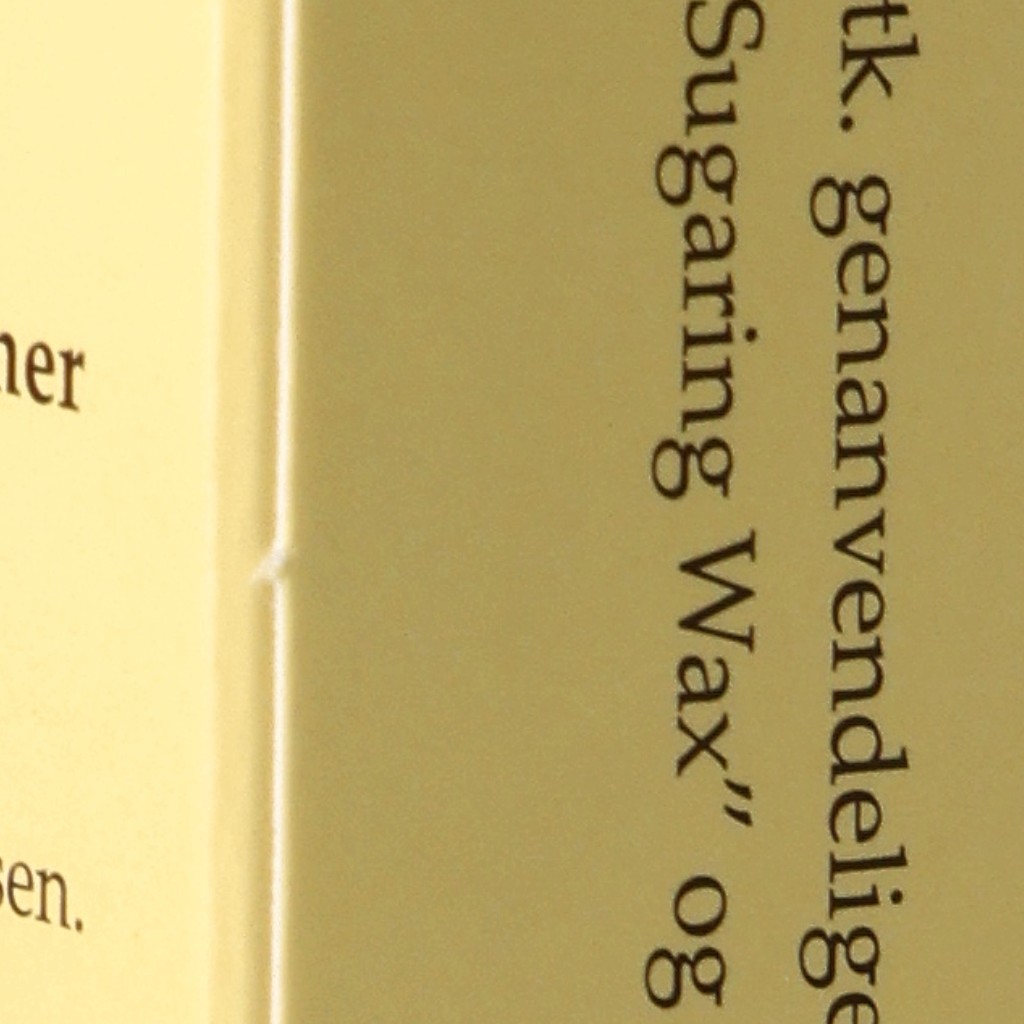 ner
sen.
tk. genanvendelige
Sugaring Wax” og